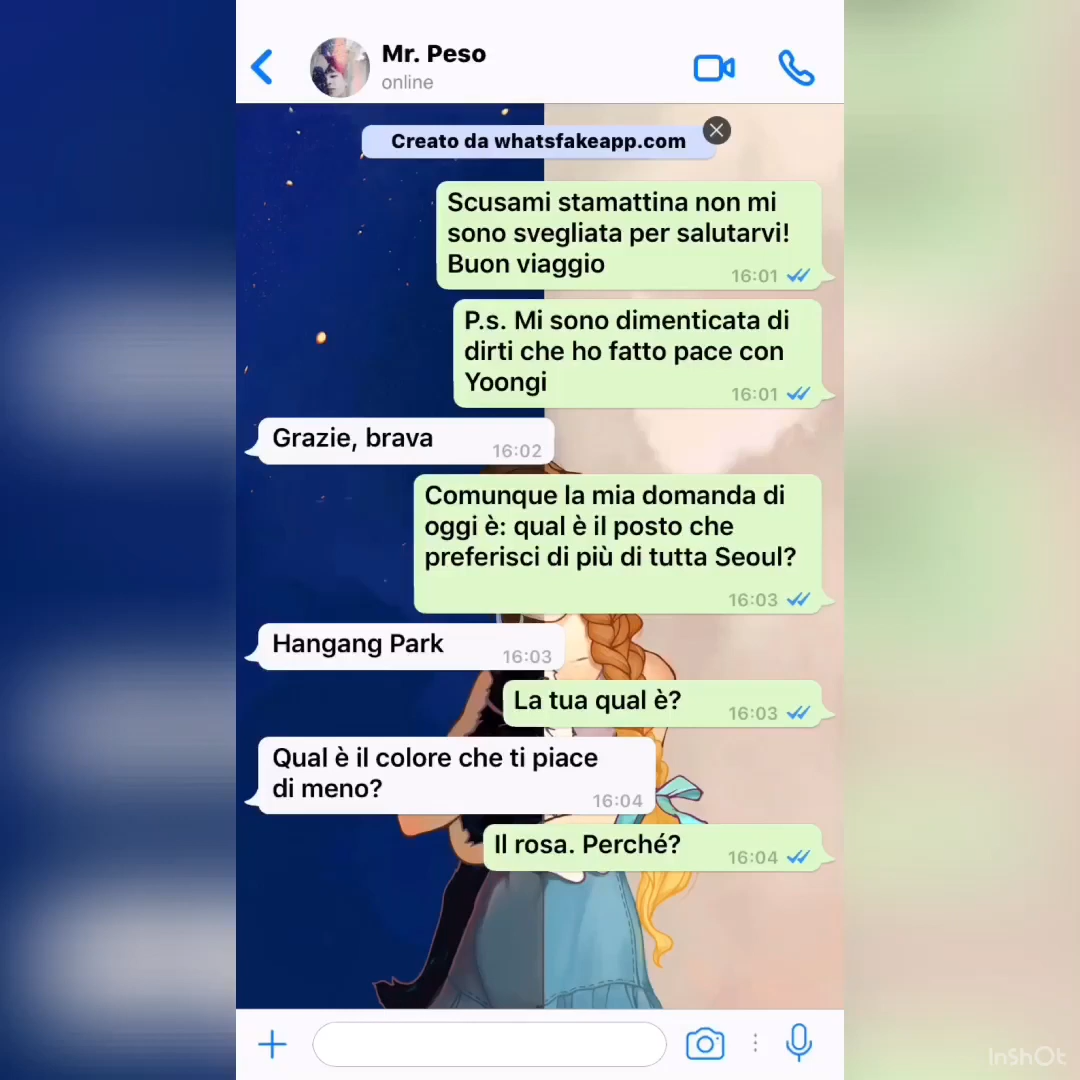 Mr. Peso
online
Creato da whatsfakeapp.com
Scusami stamattina non mi
sono svegliata per salutarvi!
Buon viaggio
16:01
P.s. Mi sono dimenticata di
dirti che ho fatto pace con
Yoongi
16:01
Grazie, brava
16:02
Comunque la mia domanda di
oggi è: qual è il posto che
preferisci di più di tutta Seoul?
16:03
Hangang Park
16:03
La tua qual è?
16:03
Qual è il colore che ti piace
di meno?
16:04
Il rosa. Perché?
16:04
InShOt